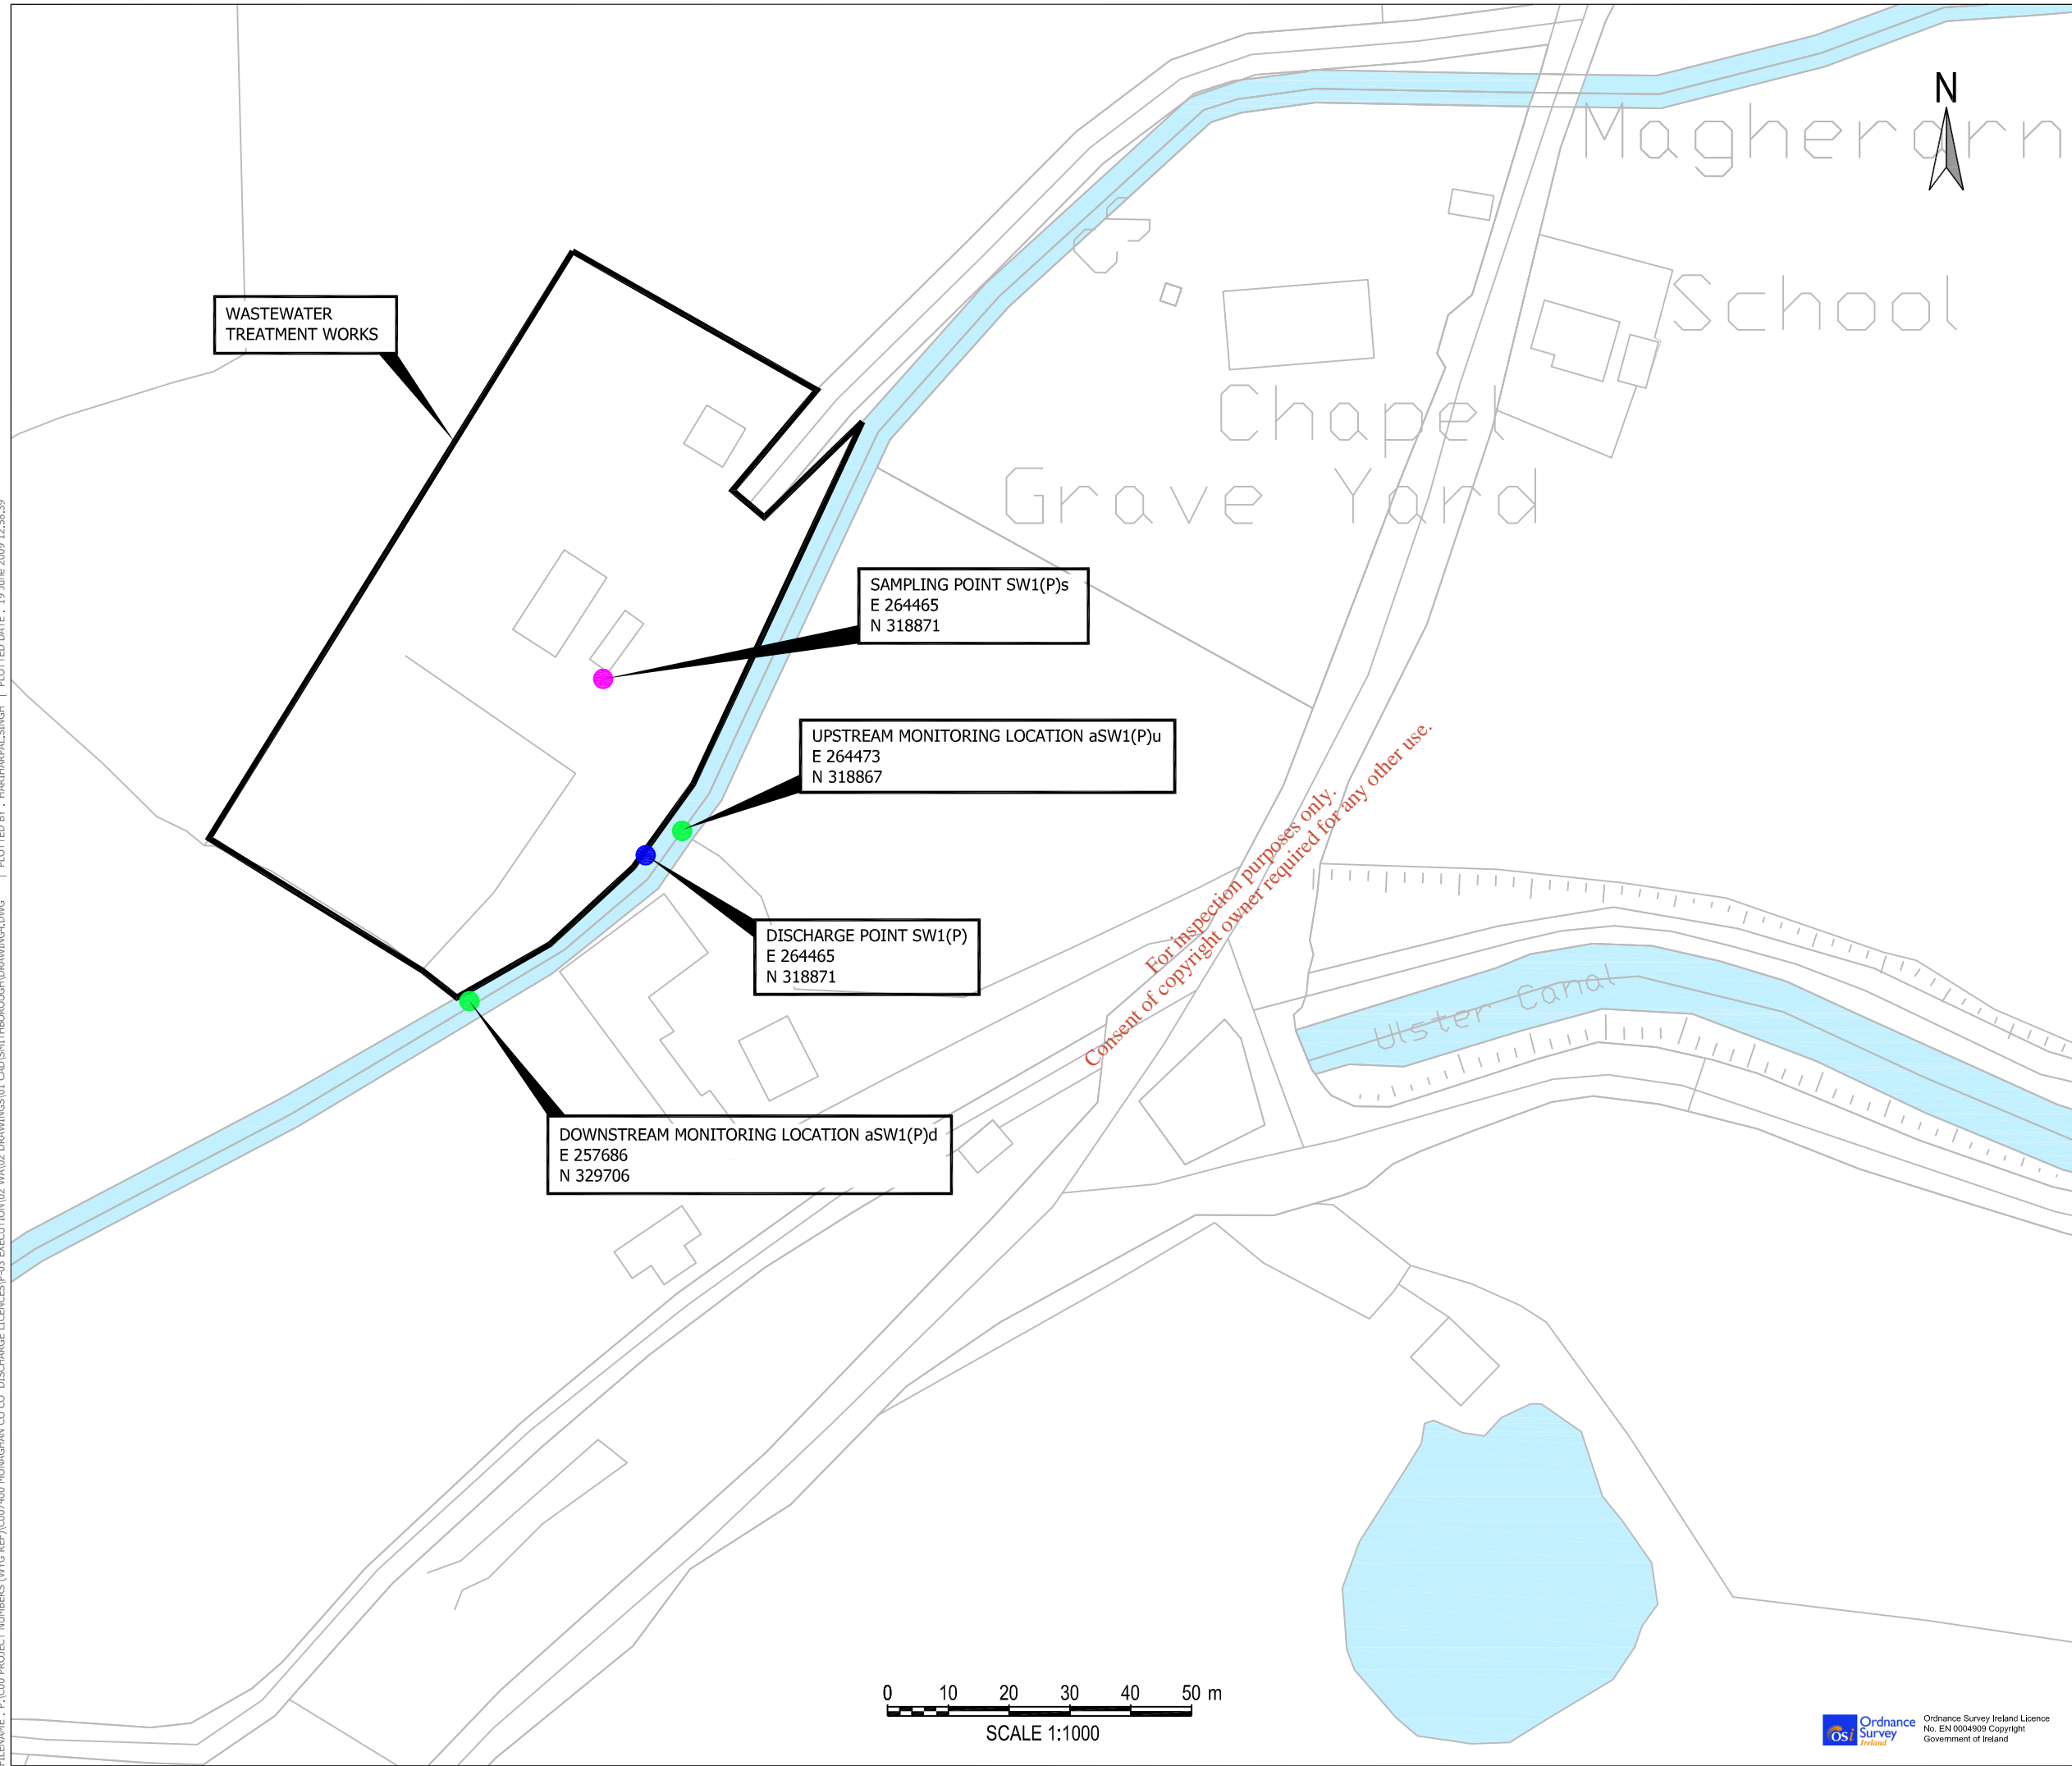 N
Magherarn
School
Chapel
Grave Yard
WASTEWATER
TREATMENT WORKS
SAMPLING POINT SW1(P)s
E 264465
N 318871
UPSTREAM MONITORING LOCATION aSW1(P)u
E 264473
N 318867
DISCHARGE POINT SW1(P)
E 264465
N 318871
DOWNSTREAM MONITORING LOCATION aSW1(P)d
E 257686
N 329706
For inspection purposes only.
Consent of copyright owner required for any other use.
Ulster Canal
0 10 20 30 40 50 m
SCALE 1:1000
osi
Ordnance
Survey
Ireland
Ordnance Survey Ireland Licence
No. EN 0004909 Copyright
Government of Ireland